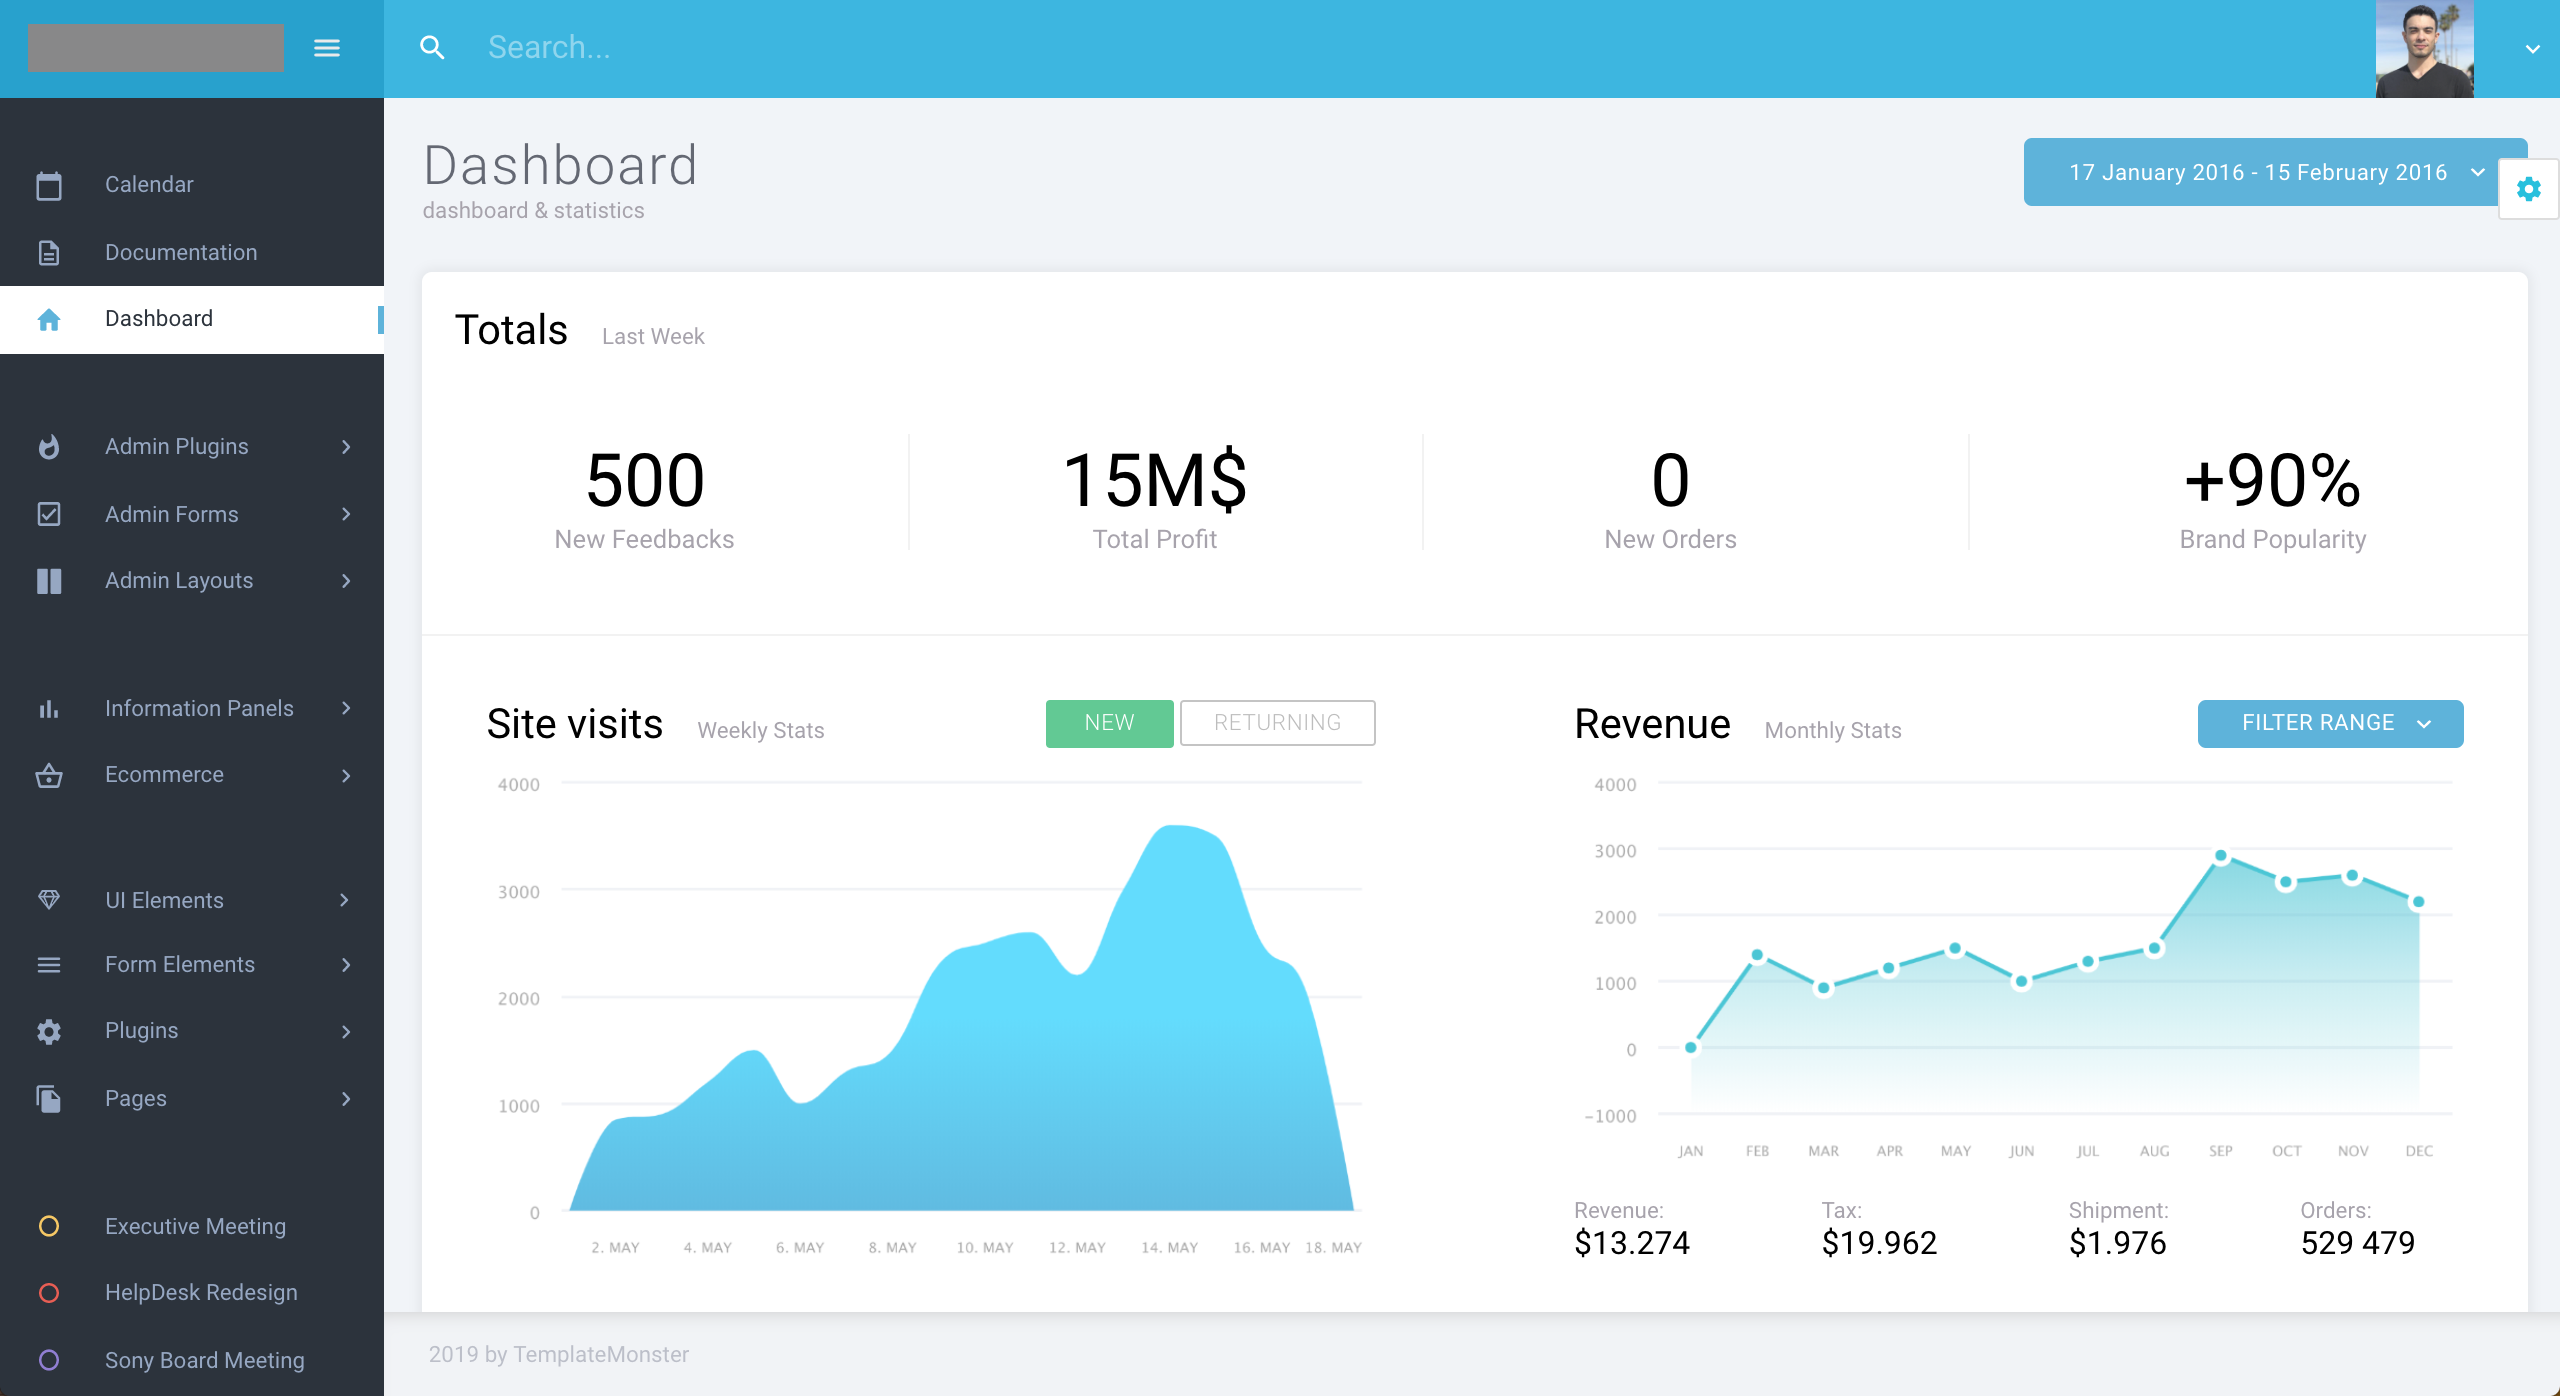 Search...
Calendar
Documentation
Dashboard
Admin Plugins
Admin Forms
Admin Layouts
Information Panels
Ecommerce
UI Elements
Form Elements
Plugins
Pages
Executive Meeting
HelpDesk Redesign
Sony Board Meeting
Dashboard
dashboard & statistics
17 January 2016 - 15 February 2016
Totals Last Week
500 15M$ 0 +90%
New Feedbacks Total Profit New Orders Brand Popularity
Site visits Weekly Stats NEW RETURNING
4000
3000
2000
1000
0
2. MAY 4. MAY 6. MAY 8. MAY 10. MAY 12. MAY 14. MAY 16. MAY 18. MAY
Revenue Monthly Stats FILTER RANGE
4000
3000
2000
1000
0
-1000
JAN FEB MAR APR MAY JUN JUL AUG SEP OCT NOV DEC
Revenue: Tax: Shipment: Orders:
$13.274 $19.962 $1.976 529 479
2019 by TemplateMonster